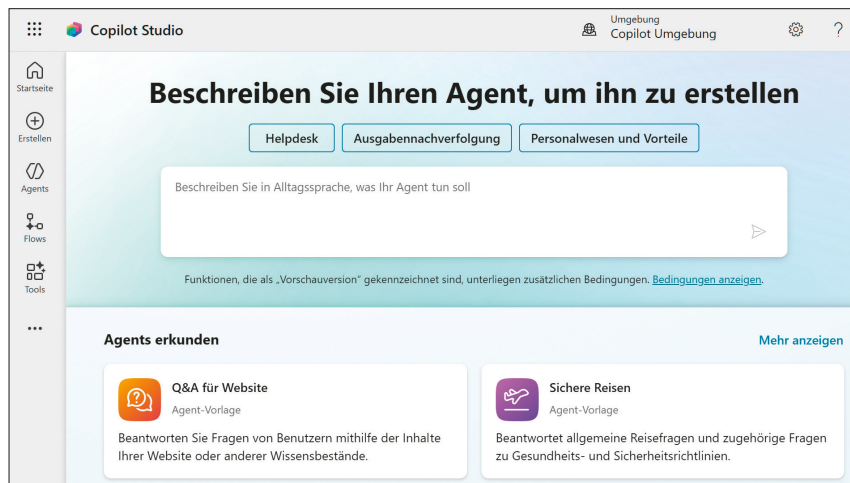 Copilot Studio
Umgebung
Copilot Umgebung
?
Startseite
Erstellen
Agents
Flows
Tools
Beschreiben Sie Ihren Agent, um ihn zu erstellen
Helpdesk
Ausgabennachverfolgung
Personalwesen und Vorteile
Beschreiben Sie in Alltagssprache, was Ihr Agent tun soll
Funktionen, die als „Vorschauversion" gekennzeichnet sind, unterliegen zusätzlichen Bedingungen. Bedingungen anzeigen.
Agents erkunden
Mehr anzeigen
Q&A für Website
Agent-Vorlage
Beantworten Sie Fragen von Benutzern mithilfe der Inhalte
Ihrer Website oder anderer Wissensbestände.
Sichere Reisen
Agent-Vorlage
Beantwortet allgemeine Reisefragen und zugehörige Fragen
zu Gesundheits- und Sicherheitsrichtlinien.